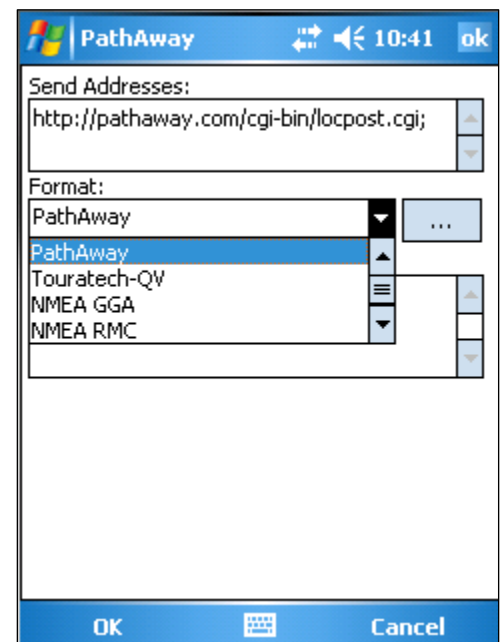 PathAway 10:41 ok
Send Addresses:
http://pathaway.com/cgi-bin/locpost.cgi;
Format:
PathAway ...
PathAway
Touratech-QV
NMEA GGA
NMEA RMC
OK Cancel